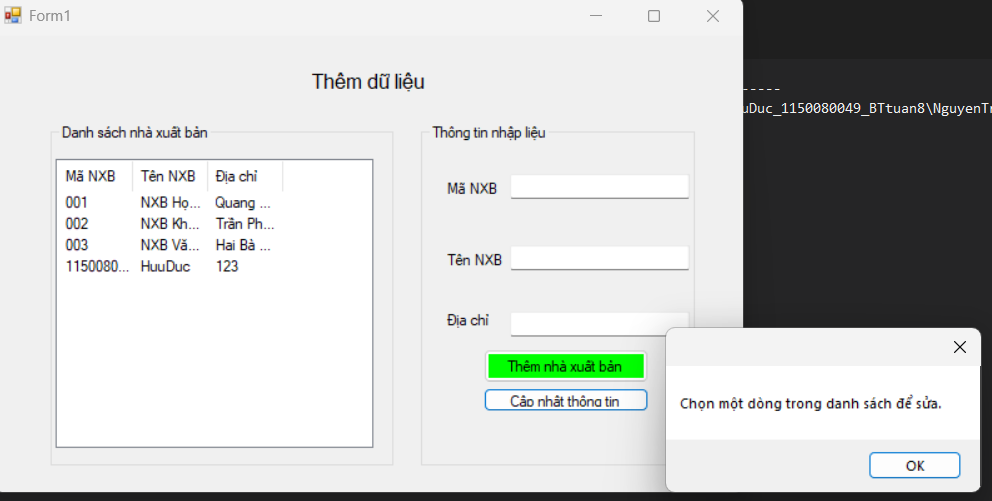 Form1
-----
uDuc_1150080049_BTtuan8\NguyenTr
Thêm dữ liệu
Danh sách nhà xuất bản
Mã NXB Tên NXB Địa chỉ
001 NXB Họ... Quang ...
002 NXB Kh... Trần Ph...
003 NXB Vă... Hai Bà ...
1150080... HuuDuc 123
Thông tin nhập liệu
Mã NXB
Tên NXB
Địa chỉ
Thêm nhà xuất bản
Cập nhật thông tin
Chọn một dòng trong danh sách để sửa.
OK